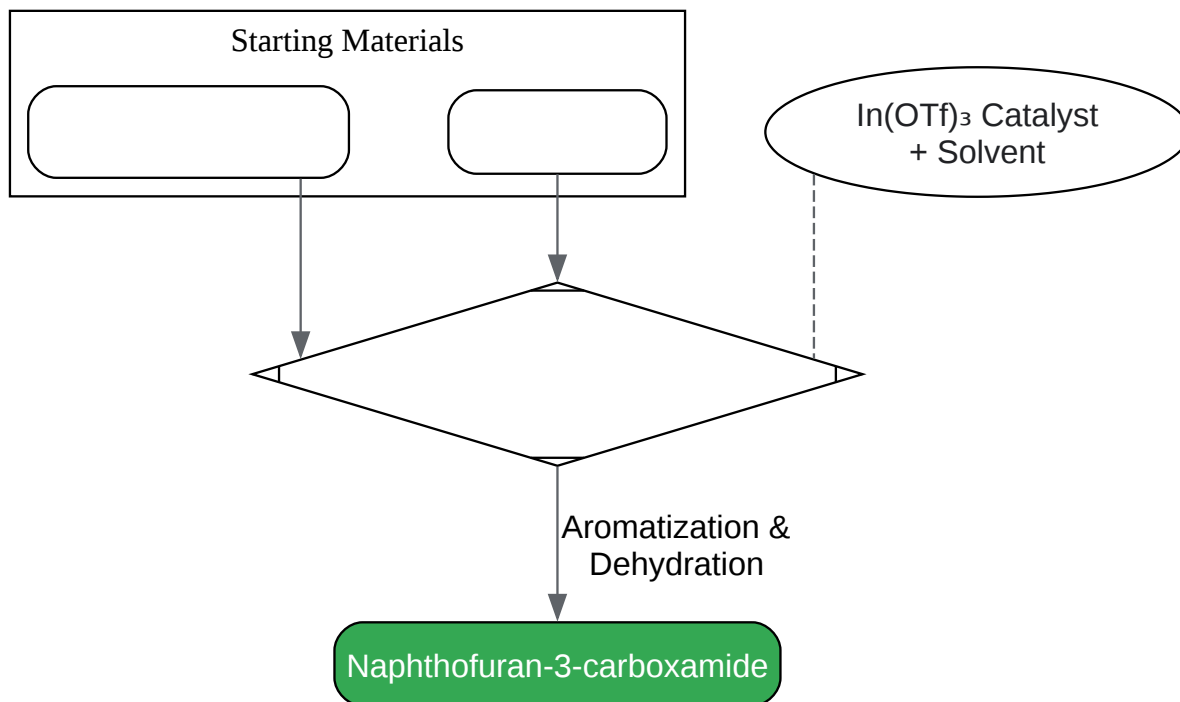 Starting Materials
In(OTf)₃ Catalyst
+ Solvent
Aromatization &
Dehydration
Naphthofuran-3-carboxamide